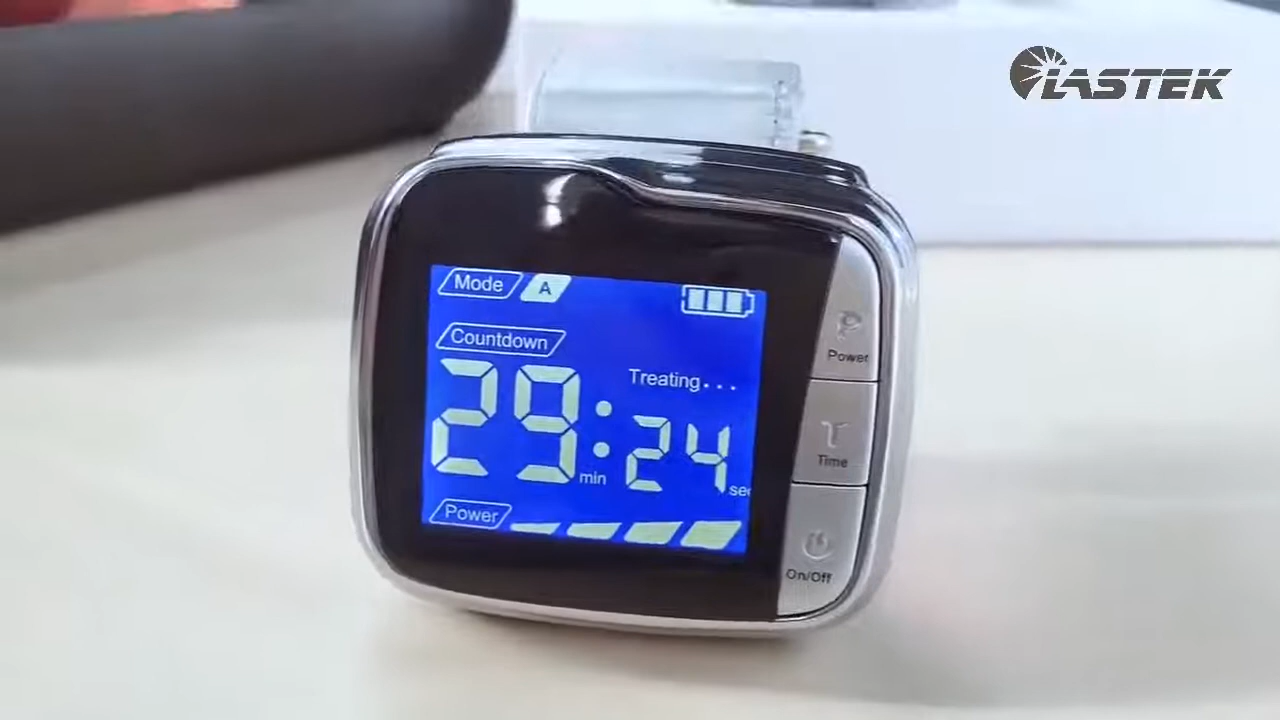 LASTEK
Mode A
Countdown
Treating...
29:24
min
sec
Power
Power
Time
On/Off